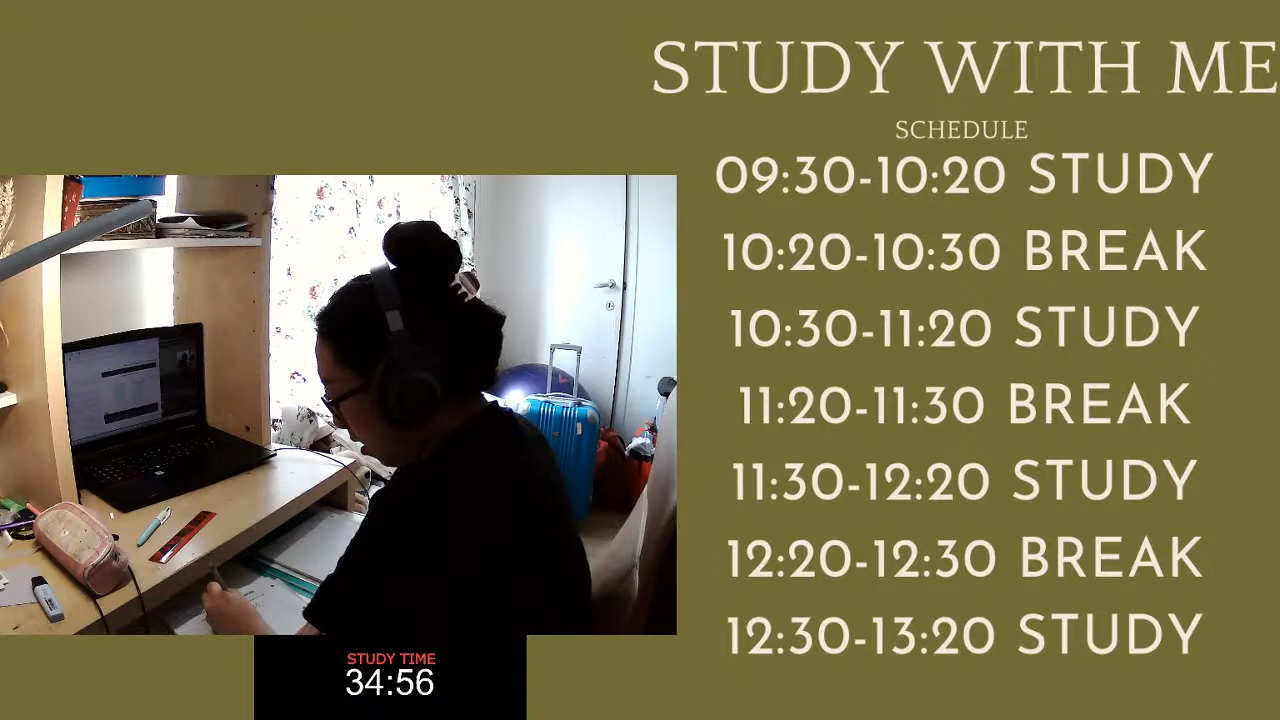 STUDY WITH ME
SCHEDULE
09:30-10:20 STUDY
10:20-10:30 BREAK
10:30-11:20 STUDY
11:20-11:30 BREAK
11:30-12:20 STUDY
12:20-12:30 BREAK
12:30-13:20 STUDY
STUDY TIME
34:56